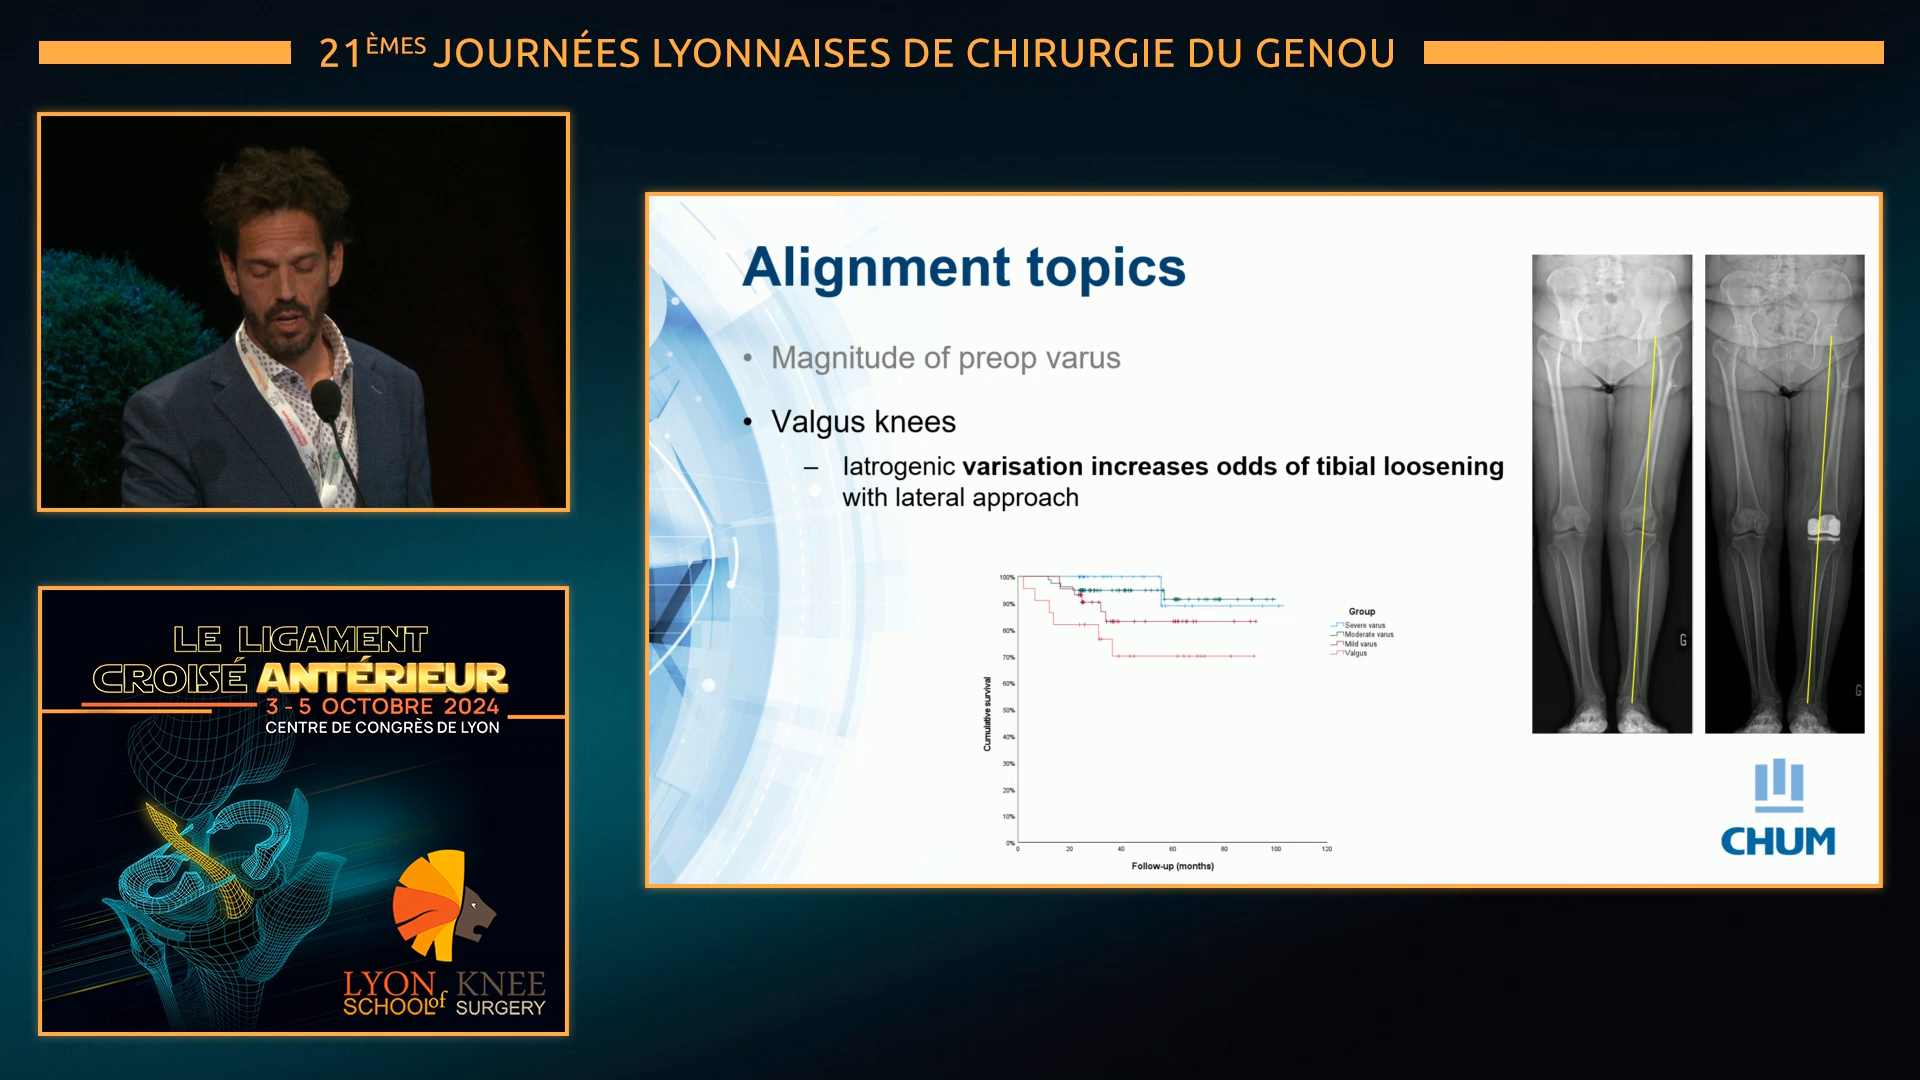 21ÈMES JOURNÉES LYONNAISES DE CHIRURGIE DU GENOU
LE LIGAMENT
CROISÉ ANTÉRIEUR
3 - 5 OCTOBRE 2024
CENTRE DE CONGRÈS DE LYON
LYON KNEE
SCHOOL of SURGERY
Alignment topics
• Magnitude of preop varus
• Valgus knees
– Iatrogenic varisation increases odds of tibial loosening
with lateral approach
100%
90%
80%
70%
60%
50%
40%
30%
20%
10%
0%
Cumulative survival
0 20 40 60 80 100 120
Follow-up (months)
Group
Severe varus
Moderate varus
Mild varus
Valgus
G
G
CHUM